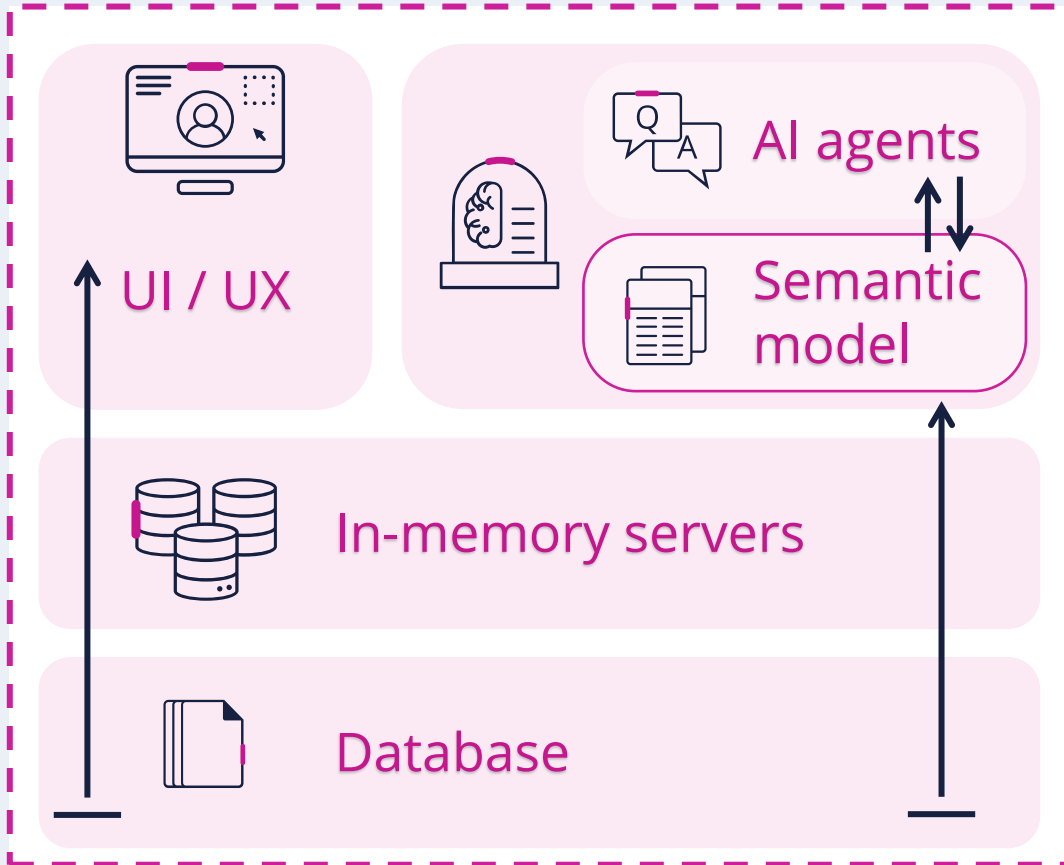 Q
A
AI agents
UI / UX
Semantic
model
In-memory servers
Database